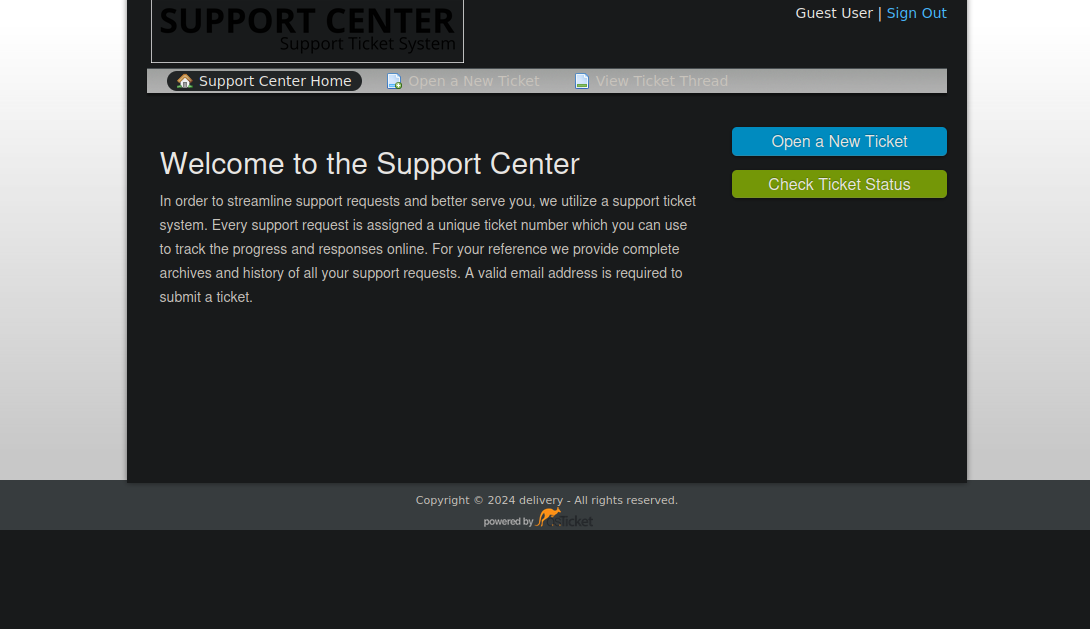 SUPPORT CENTER
Support Ticket System
Guest User | Sign Out
Support Center Home
Open a New Ticket
View Ticket Thread
Welcome to the Support Center
In order to streamline support requests and better serve you, we utilize a support ticket
system. Every support request is assigned a unique ticket number which you can use
to track the progress and responses online. For your reference we provide complete
archives and history of all your support requests. A valid email address is required to
submit a ticket.
Open a New Ticket
Check Ticket Status
Copyright © 2024 delivery - All rights reserved.
powered by osTicket